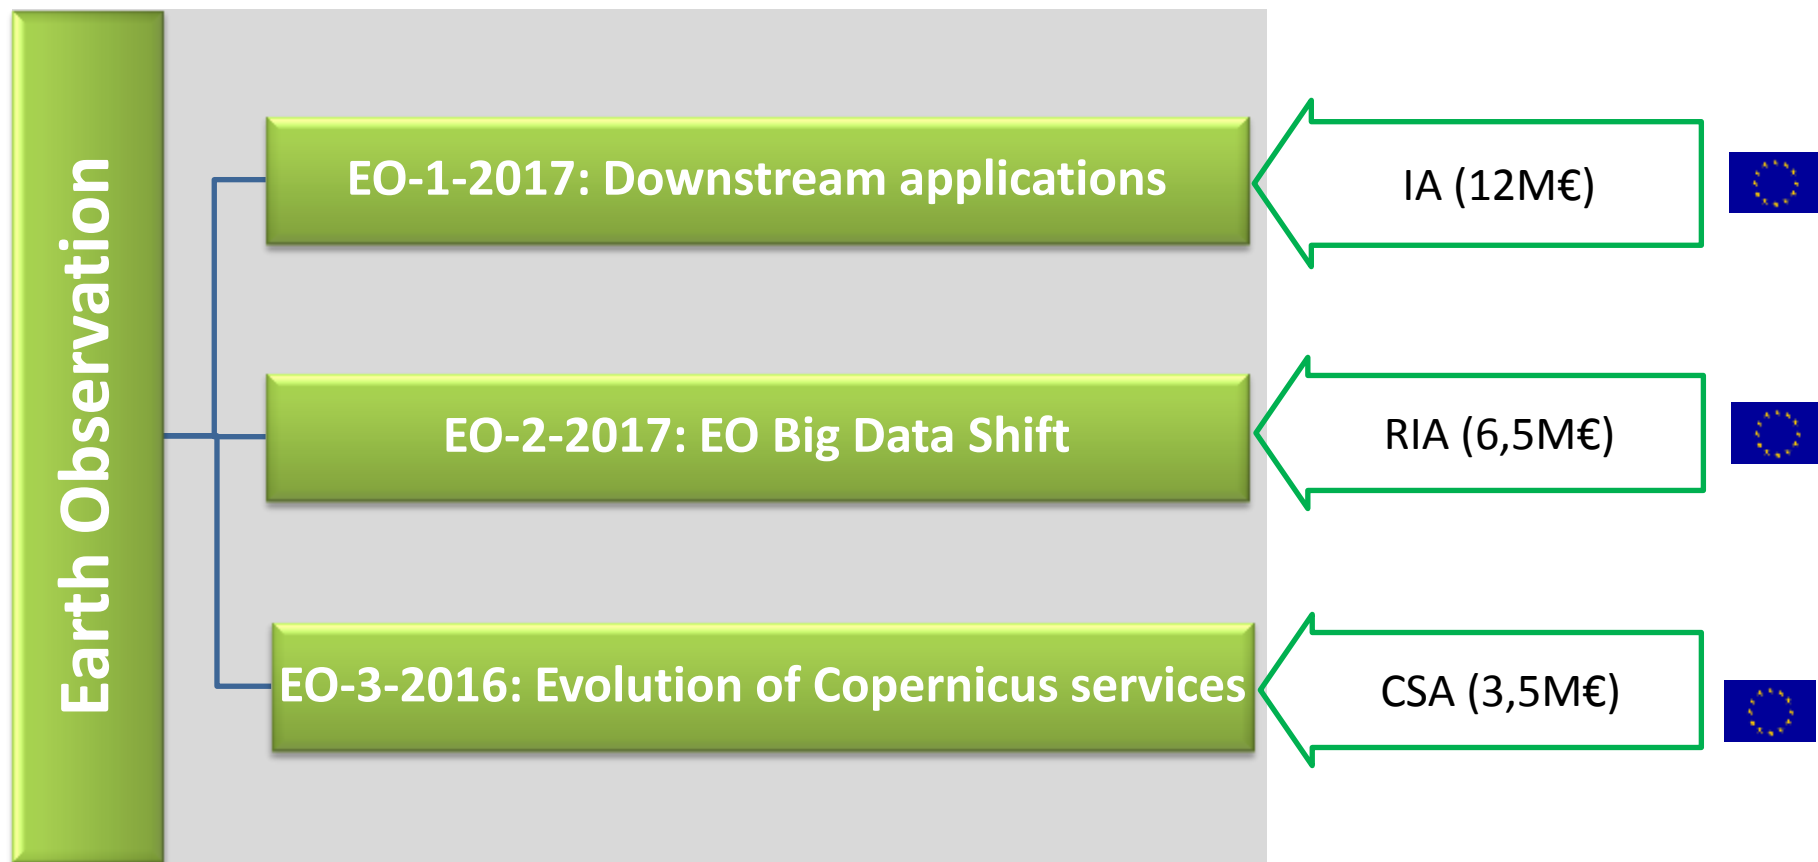 Earth Observation
EO-1-2017: Downstream applications
IA (12M€)
EO-2-2017: EO Big Data Shift
RIA (6,5M€)
EO-3-2016: Evolution of Copernicus services
CSA (3,5M€)